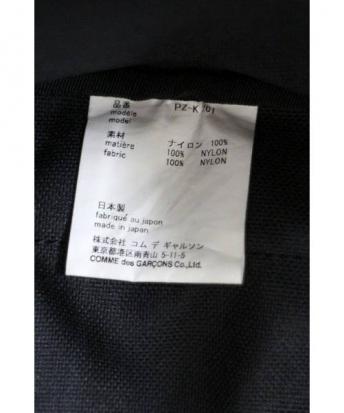 品番 PZ-K 01
modèle
model
素材 ナイロン 100%
matière 100% NYLON
fabric 100% NYLON
日本製
fabriqué au japon
made in japan
株式会社 コム デ ギャルソン
東京都港区南青山 5-11-5
COMME des GARÇONS Co.,Ltd.